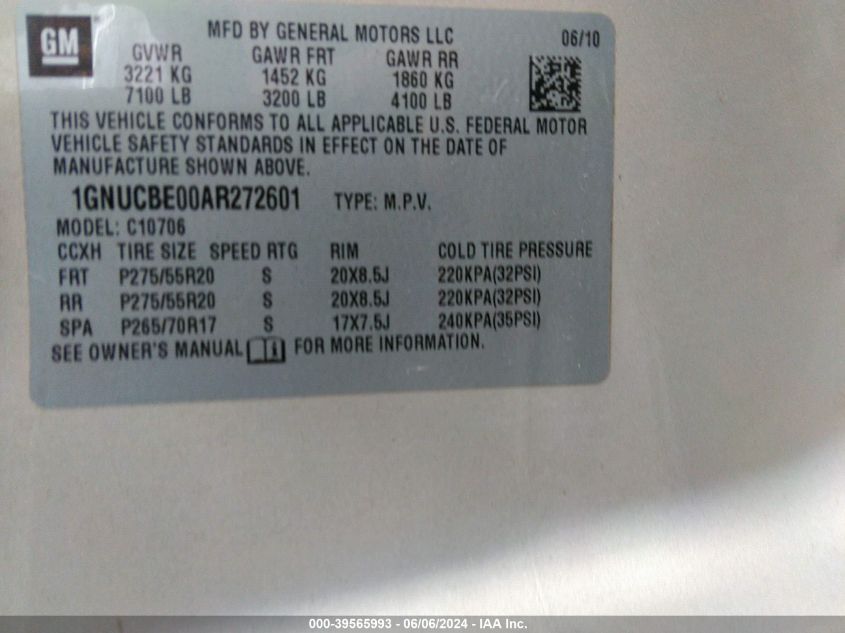 GM
MFD BY GENERAL MOTORS LLC 06/10
GVWR GAWR FRT GAWR RR
3221 KG 1452 KG 1860 KG
7100 LB 3200 LB 4100 LB
THIS VEHICLE CONFORMS TO ALL APPLICABLE U.S. FEDERAL MOTOR
VEHICLE SAFETY STANDARDS IN EFFECT ON THE DATE OF
MANUFACTURE SHOWN ABOVE.
1GNUCBE00AR272601 TYPE: M.P.V.
MODEL: C10706
CCXH TIRE SIZE SPEED RTG RIM COLD TIRE PRESSURE
FRT P275/55R20 S 20X8.5J 220KPA(32PSI)
RR P275/55R20 S 20X8.5J 220KPA(32PSI)
SPA P265/70R17 S 17X7.5J 240KPA(35PSI)
SEE OWNER'S MANUAL FOR MORE INFORMATION.
000-39565993 - 06/06/2024 - IAA Inc.